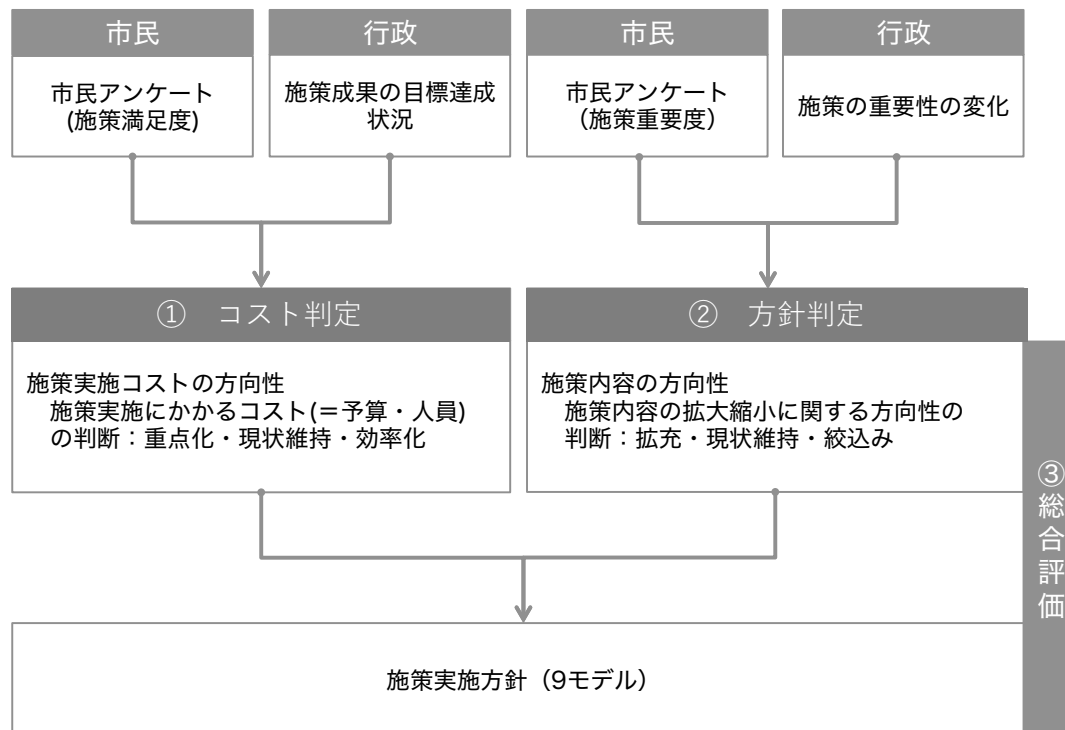 市民
市民アンケート
(施策満足度)
行政
施策成果の目標達成
状況
市民
市民アンケート
（施策重要度）
行政
施策の重要性の変化
①　コスト判定
施策実施コストの方向性
施策実施にかかるコスト(＝予算・人員)
の判断：重点化・現状維持・効率化
②　方針判定
施策内容の方向性
施策内容の拡大縮小に関する方向性の
判断：拡充・現状維持・絞込み
③総合評価
施策実施方針（9モデル）